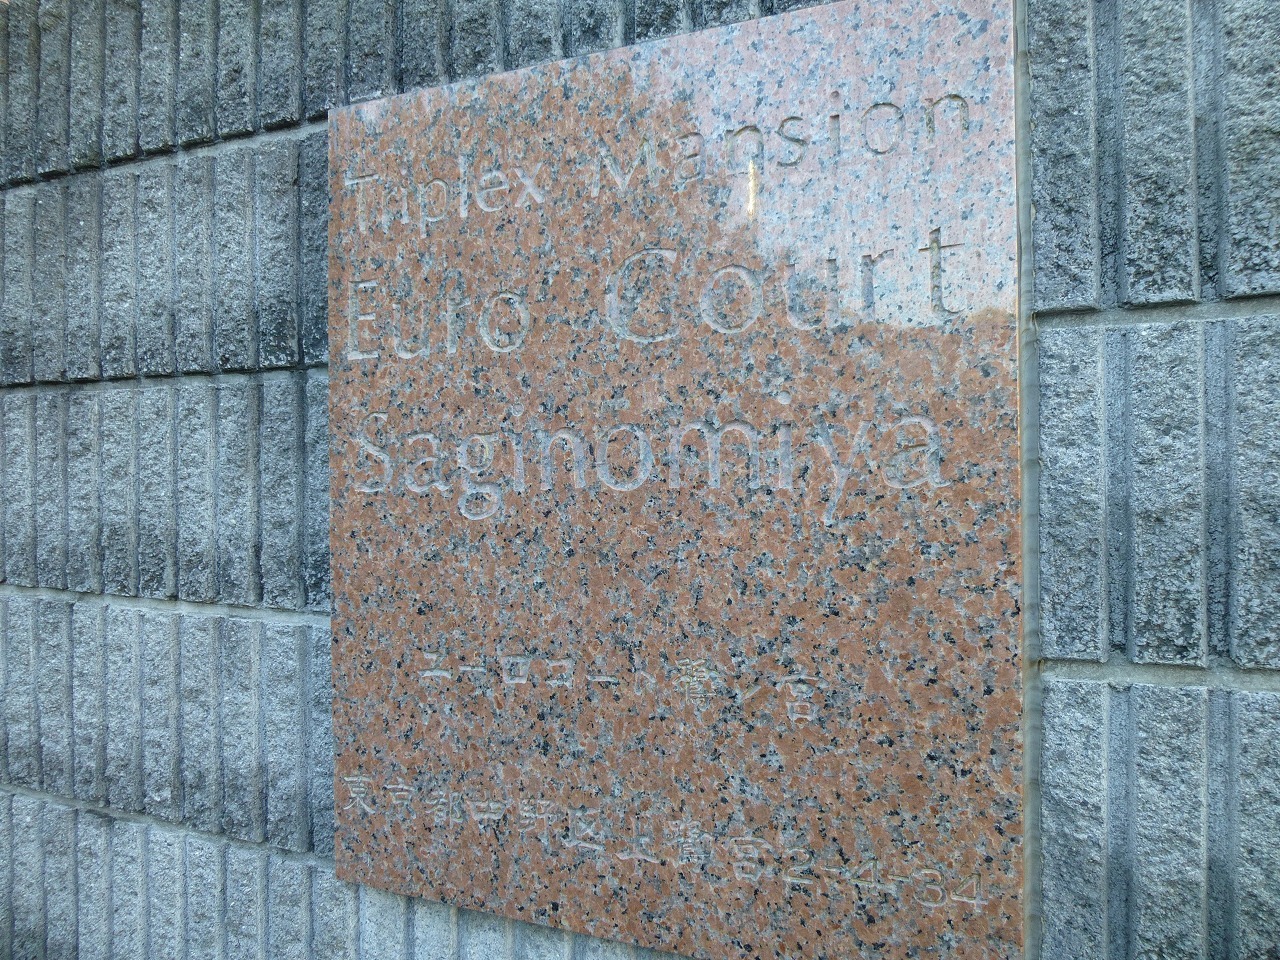 Triplex Mansion
Euro Court
Saginomiya
ユーロコート鷺ノ宮
東京都中野区上鷺宮2-4-34